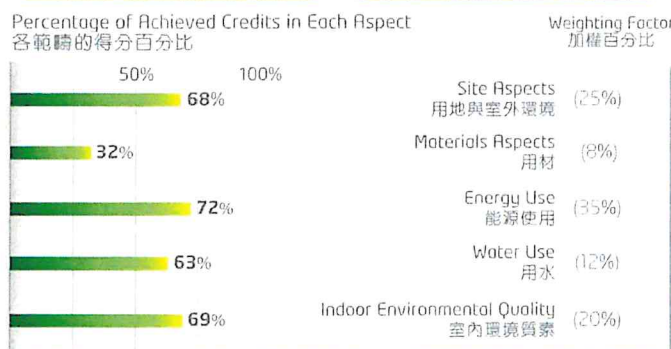 Percentage of Achieved Credits in Each Aspect Weighting Factor
各範疇的得分百分比 加權百分比
50% 100%
68% Site Aspects (25%)
用地與室外環境
32% Materials Aspects (8%)
用材
72% Energy Use (35%)
能源使用
63% Water Use (12%)
用水
69% Indoor Environmental Quality (20%)
室內環境質素